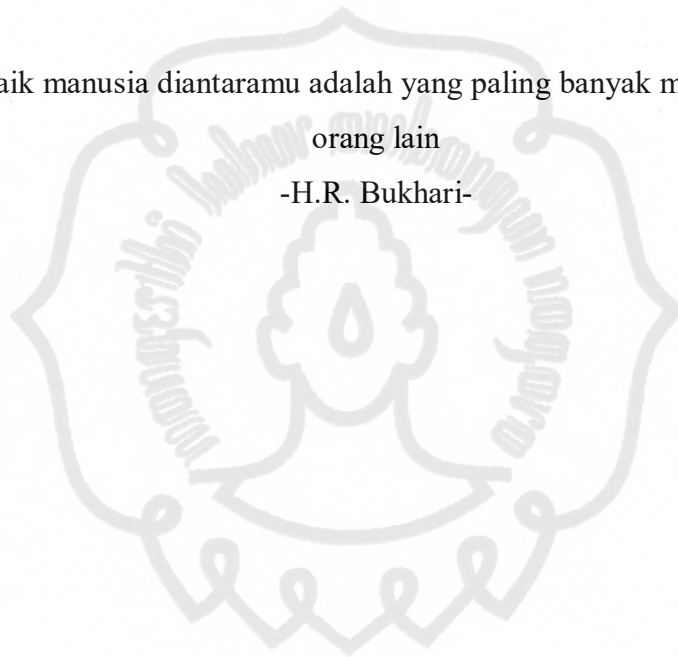 aik manusia diantaramu adalah yang paling banyak m
orang lain
-H.R. Bukhari-